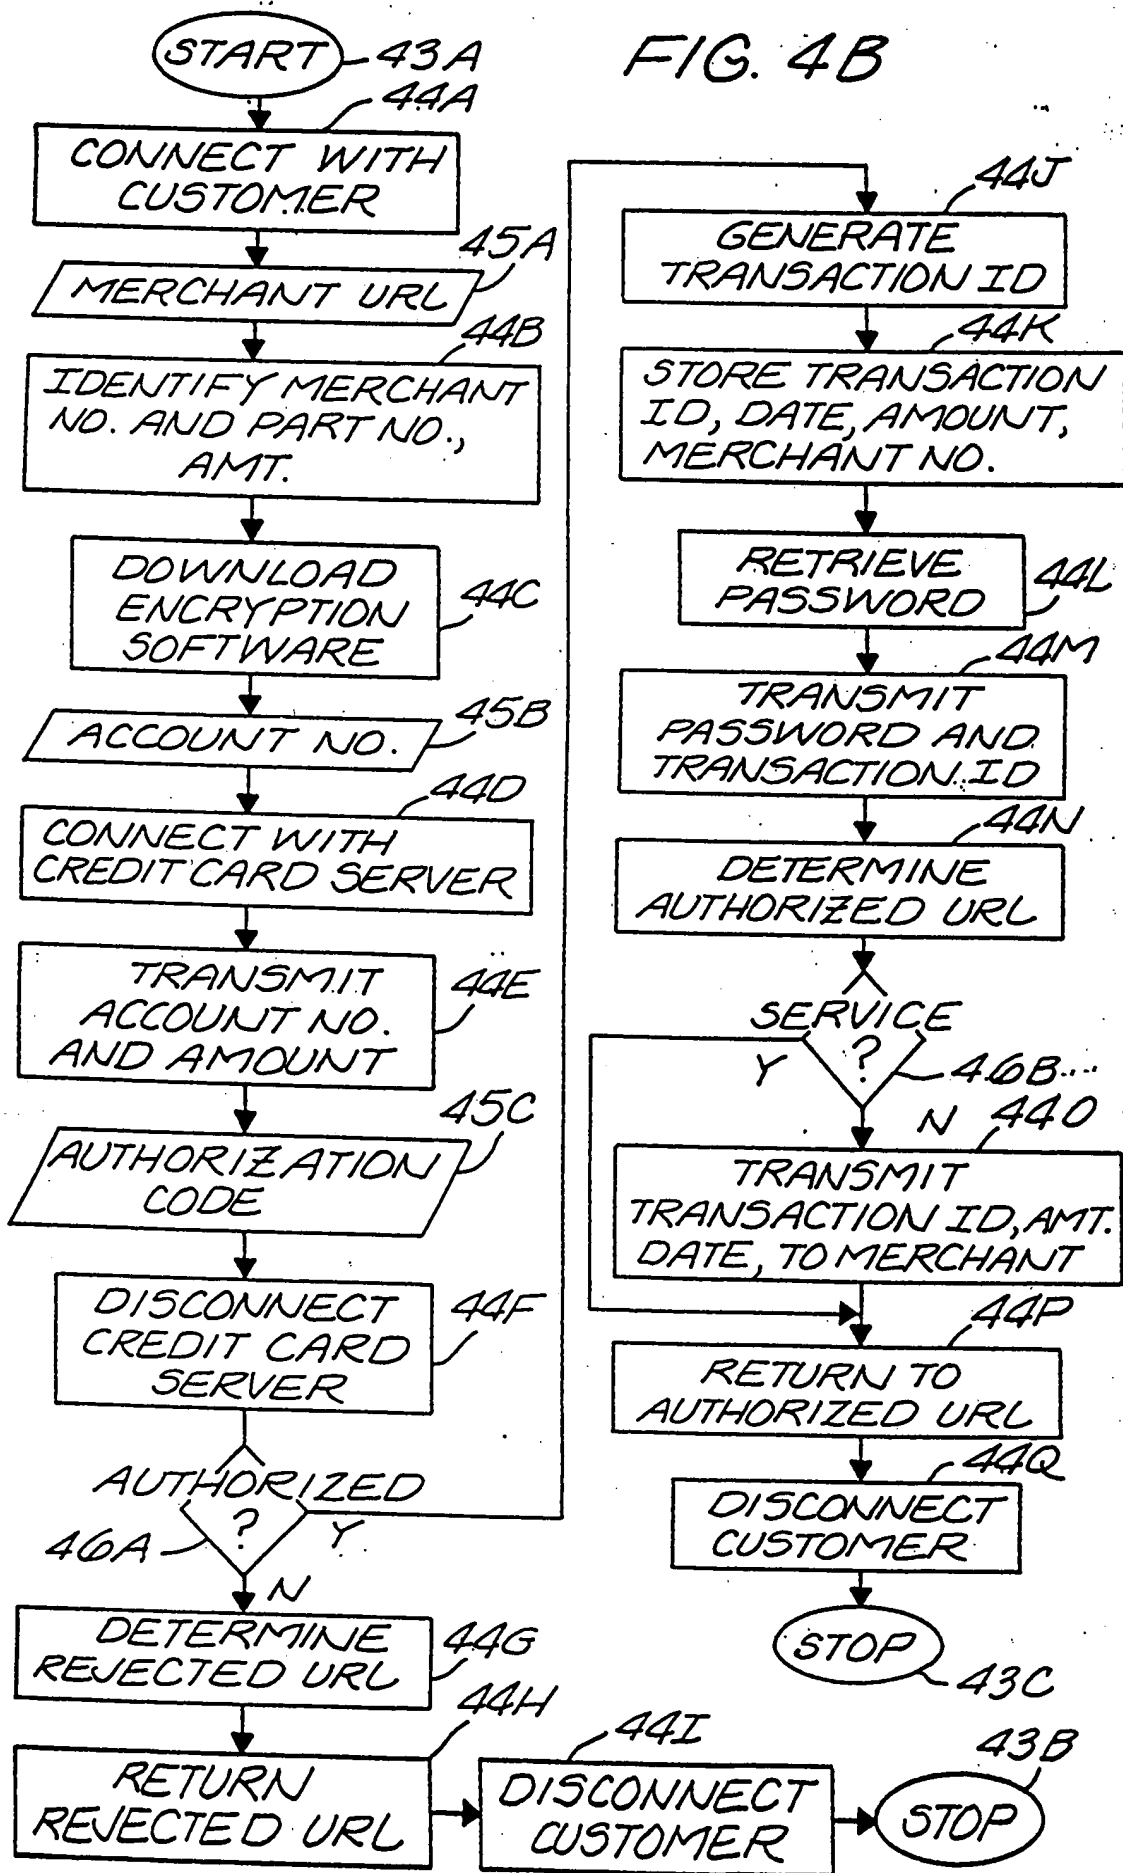 FIG. 4B
START
43A
44A
CONNECT WITH
CUSTOMER
45A
MERCHANT URL
44B
IDENTIFY MERCHANT
NO. AND PART NO.,
AMT.
DOWNLOAD
ENCRYPTION
SOFTWARE
44C
45B
ACCOUNT NO.
44D
CONNECT WITH
CREDIT CARD SERVER
TRANSMIT
ACCOUNT NO.
AND AMOUNT
44E
45C
AUTHORIZATION
CODE
DISCONNECT
CREDIT CARD
SERVER
44F
AUTHORIZED
?
46A
Y
N
DETERMINE
REJECTED URL
44G
44H
RETURN
REJECTED URL
44I
DISCONNECT
CUSTOMER
43B
STOP
44J
GENERATE
TRANSACTION ID
44K
STORE TRANSACTION
ID, DATE, AMOUNT,
MERCHANT NO.
RETRIEVE
PASSWORD
44L
44M
TRANSMIT
PASSWORD AND
TRANSACTION ID
44N
DETERMINE
AUTHORIZED URL
SERVICE
?
Y
46B
N
44O
TRANSMIT
TRANSACTION ID, AMT.
DATE, TO MERCHANT
44P
RETURN TO
AUTHORIZED URL
44Q
DISCONNECT
CUSTOMER
STOP
43C